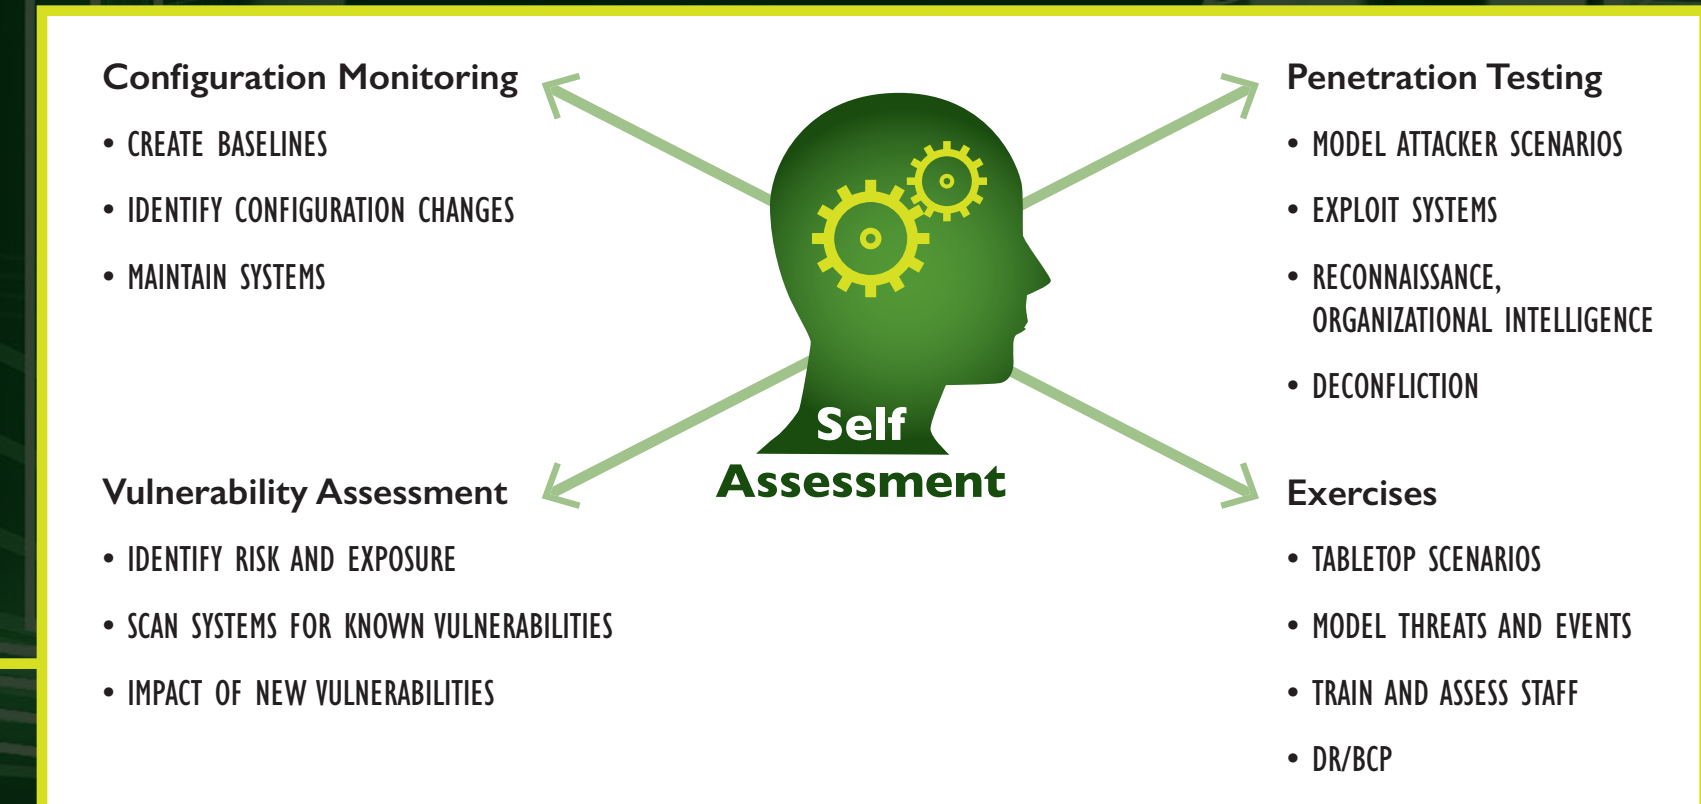 Configuration Monitoring
• CREATE BASELINES
• IDENTIFY CONFIGURATION CHANGES
• MAINTAIN SYSTEMS
Vulnerability Assessment
• IDENTIFY RISK AND EXPOSURE
• SCAN SYSTEMS FOR KNOWN VULNERABILITIES
• IMPACT OF NEW VULNERABILITIES
Self
Assessment
Penetration Testing
• MODEL ATTACKER SCENARIOS
• EXPLOIT SYSTEMS
• RECONNAISSANCE,
ORGANIZATIONAL INTELLIGENCE
• DECONFLICTION
Exercises
• TABLETOP SCENARIOS
• MODEL THREATS AND EVENTS
• TRAIN AND ASSESS STAFF
• DR/BCP